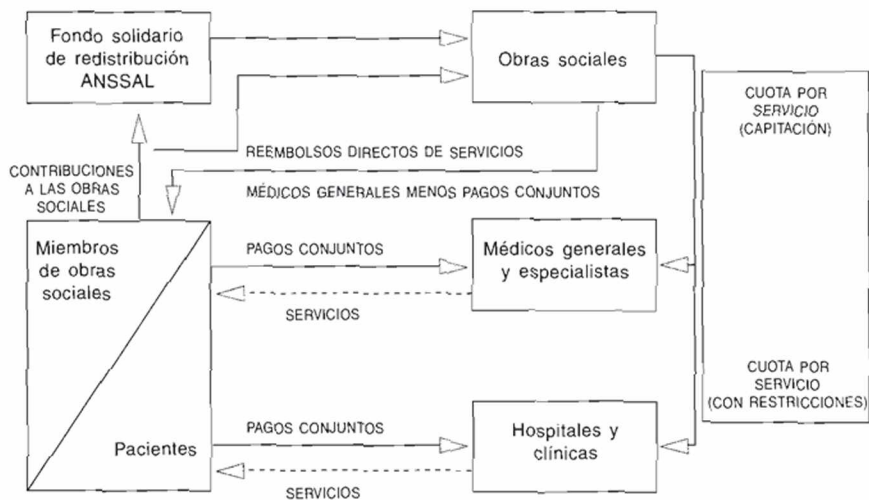 Fondo solidario
de redistribución
ANSSAL
Obras sociales
CUOTA POR
SERVICIO
(CAPITACIÓN)
REEMBOLSOS DIRECTOS DE SERVICIOS
CONTRIBUCIONES
A LAS OBRAS
SOCIALES
MÉDICOS GENERALES MENOS PAGOS CONJUNTOS
Miembros
de obras
sociales
PAGOS CONJUNTOS
Médicos generales
y especialistas
SERVICIOS
CUOTA POR
SERVICIO
(CON RESTRICCIONES)
Pacientes
PAGOS CONJUNTOS
Hospitales y
clínicas
SERVICIOS